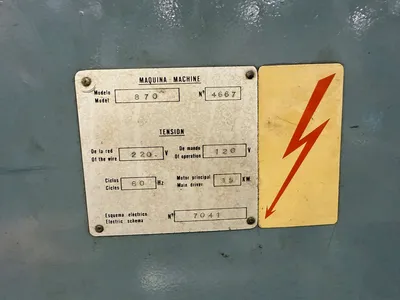 MAQUINA - MACHINE
Modelo Model 870 Nº 4667
TENSION
De la red Of the wire 220. V De mando Of operation 120 V.
Ciclos Cicles 60 Hz. Motor principal Main driver KW
Esquema electrico Electric schema Nº 7041